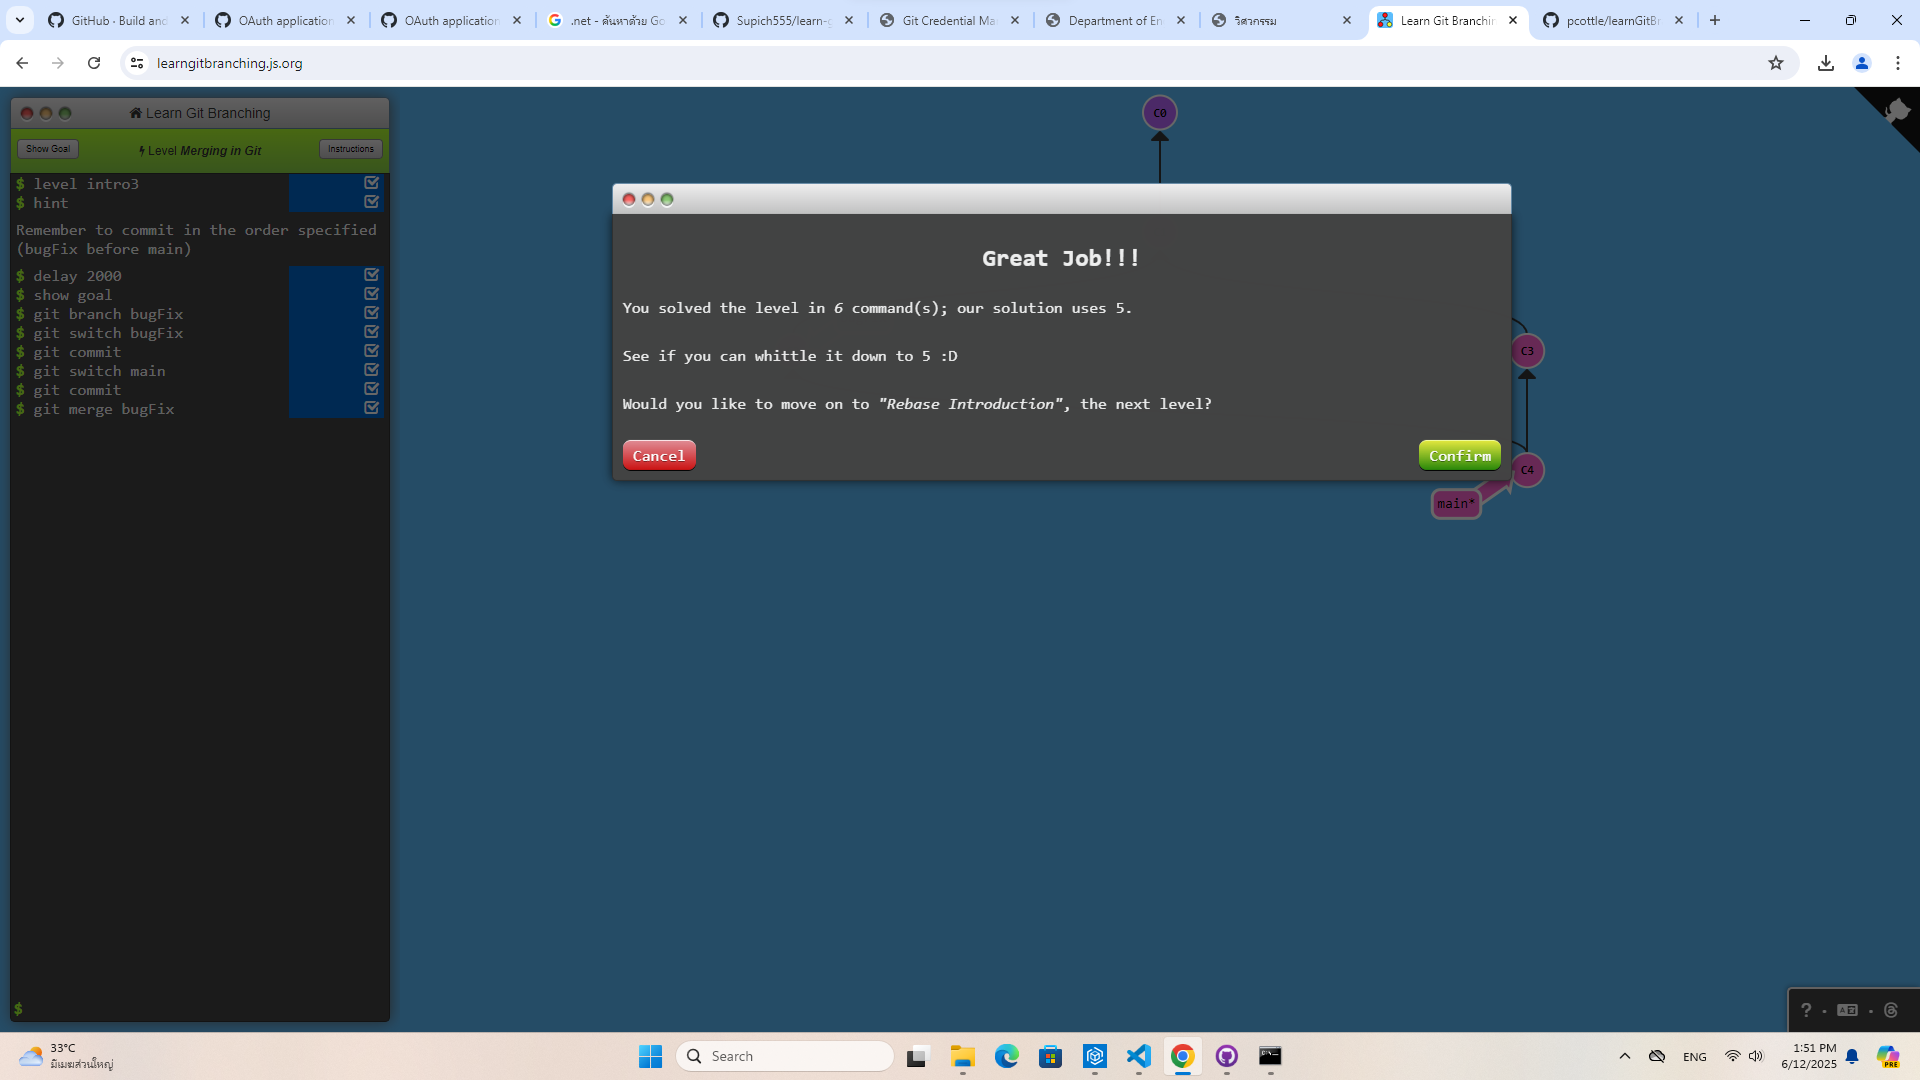 GitHub · Build and
OAuth application
OAuth application
.net - ค้นหาด้วย Go
Supich555/learn-g
Git Credential Ma
Department of En
วิศวกรรม
Learn Git Branchin
pcottle/learnGitBr
learngitbranching.js.org
Learn Git Branching
Show Goal
Level Merging in Git
Instructions
$ level intro3
$ hint
Remember to commit in the order specified
(bugFix before main)
$ delay 2000
$ show goal
$ git branch bugFix
$ git switch bugFix
$ git commit
$ git switch main
$ git commit
$ git merge bugFix
$
C0
Great Job!!!
You solved the level in 6 command(s); our solution uses 5.
See if you can whittle it down to 5 :D
Would you like to move on to "Rebase Introduction", the next level?
Cancel
Confirm
C3
C4
main*
?
33°C
มีเมฆส่วนใหญ่
Search
ENG
1:51 PM
6/12/2025
PRE